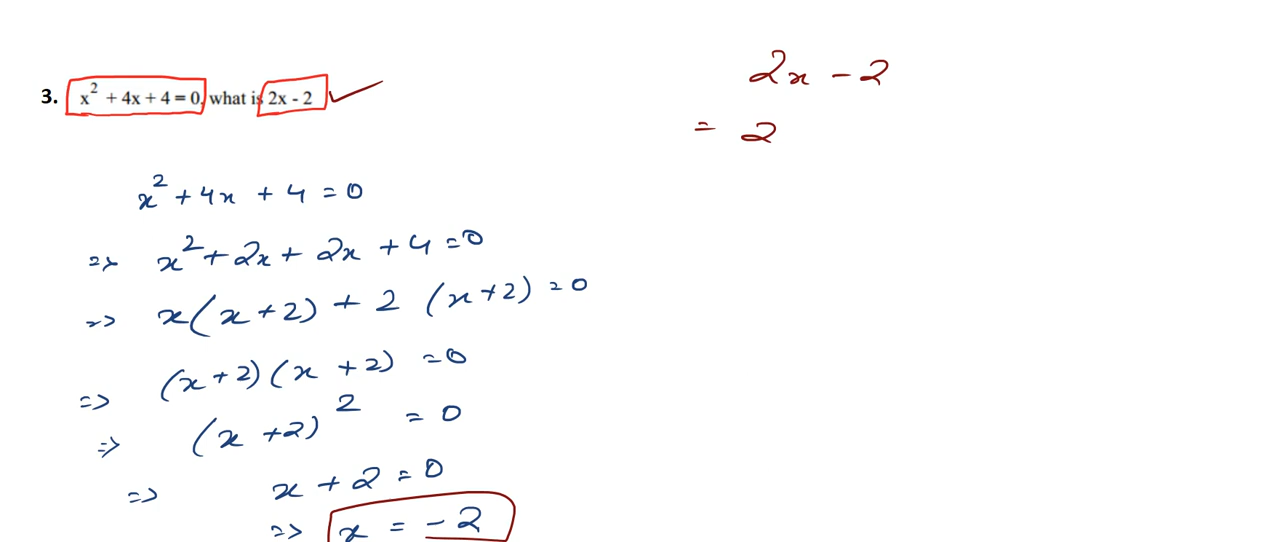 3. x² + 4x + 4 = 0, what is 2x - 2
x² + 4x + 4 = 0
=> x² + 2x + 2x + 4 = 0
=> x(x + 2) + 2 (x + 2) = 0
=> (x + 2)(x + 2) = 0
=> (x + 2)² = 0
=> x + 2 = 0
=> x = -2
2x - 2
= 2